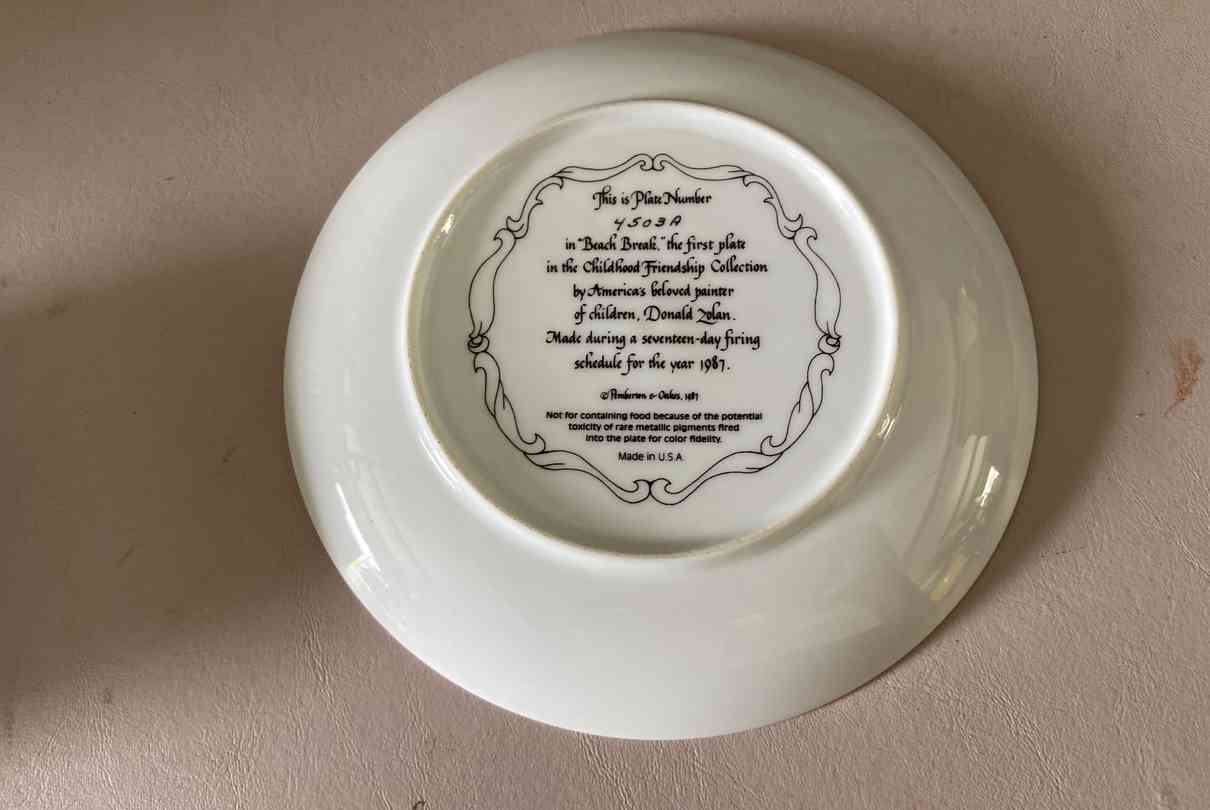 This is Plate Number
4503A
in "Beach Break," the first plate
in the Childhood Friendship Collection
by America's beloved painter
of children, Donald Zolan.
Made during a seventeen-day firing
schedule for the year 1987.
© Pemberton & Oakes, 1987
Not for containing food because of the potential
toxicity of rare metallic pigments fired
into the plate for color fidelity.
Made in U.S.A.